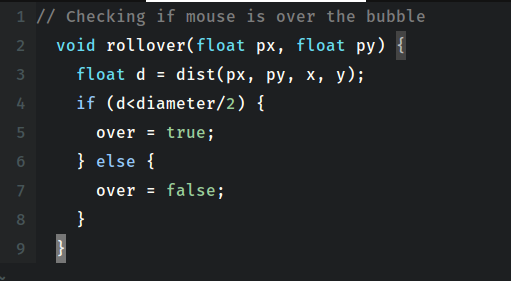 1 // Checking if mouse is over the bubble
2   void rollover(float px, float py) {
3     float d = dist(px, py, x, y);
4     if (d<diameter/2) {
5       over = true;
6     } else {
7       over = false;
8     }
9   }